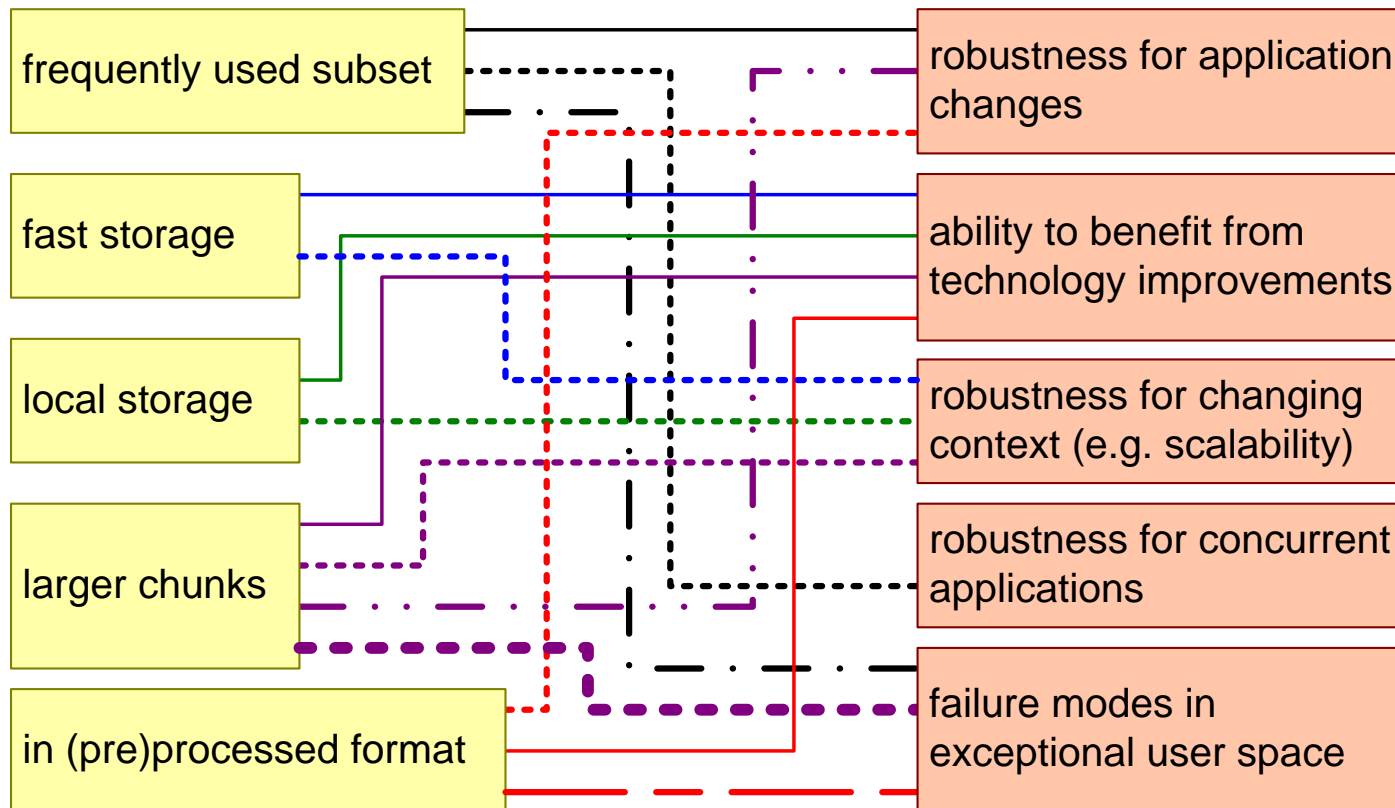 frequently used subset
fast storage
local storage
larger chunks
in (pre)processed format
robustness for application
changes
ability to benefit from
technology improvements
robustness for changing
context (e.g. scalability)
robustness for concurrent
applications
failure modes in
exceptional user space